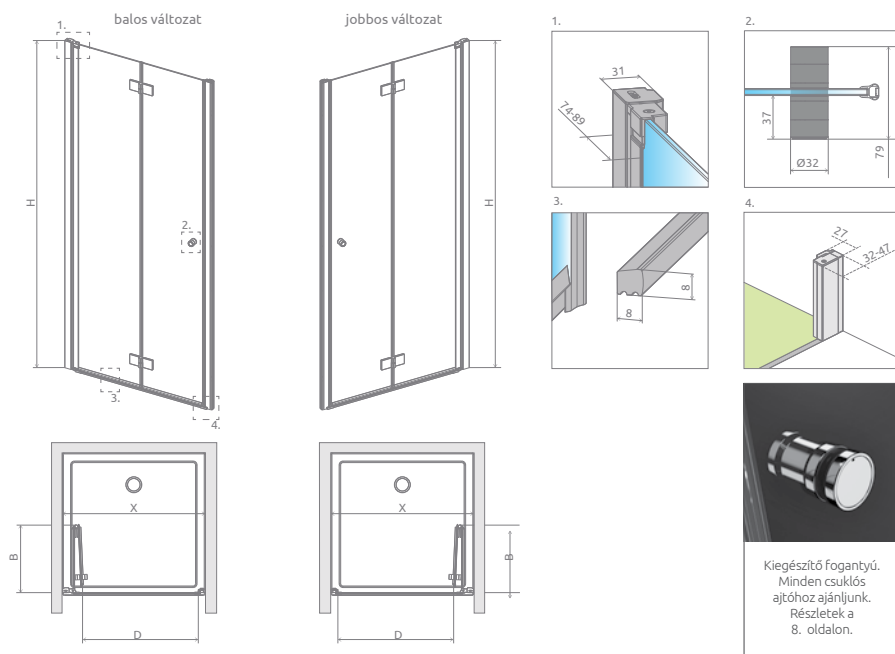 balos változat
jobbos változat
1.
H
2.
3.
4.
H
1.
31
74-89
2.
37
Ø32
79
3.
8
8
4.
27
32-47
X
B
D
X
B
D
Kiegészítő fogantyú.
Minden csuklós
ajtóhoz ajánljunk.
Részletek a
8. oldalon.